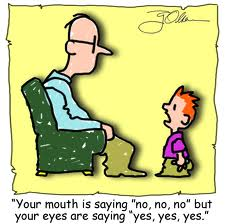 "Your mouth is saying "no, no, no" but
your eyes are saying "yes, yes, yes."